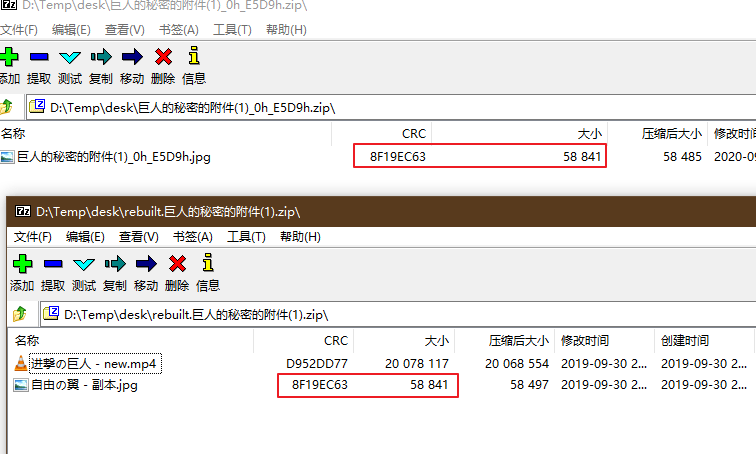 D:\Temp\desk\巨人的秘密的附件(1)_0h_E5D9h.zip\
文件(F) 编辑(E) 查看(V) 书签(A) 工具(T) 帮助(H)
添加 提取 测试 复制 移动 删除 信息
D:\Temp\desk\巨人的秘密的附件(1)_0h_E5D9h.zip\
名称 CRC 大小 压缩后大小 修改时间
巨人的秘密的附件(1)_0h_E5D9h.jpg 8F19EC63 58 841 58 485 2020-09
D:\Temp\desk\rebuilt.巨人的秘密的附件(1).zip\
文件(F) 编辑(E) 查看(V) 书签(A) 工具(T) 帮助(H)
添加 提取 测试 复制 移动 删除 信息
D:\Temp\desk\rebuilt.巨人的秘密的附件(1).zip\
名称 CRC 大小 压缩后大小 修改时间 创建时间
进撃の巨人 - new.mp4 D952DD77 20 078 117 20 068 554 2019-09-30 2... 2019-09-30 2...
自由の翼 - 副本.jpg 8F19EC63 58 841 58 497 2019-09-30 2... 2019-09-30 2...